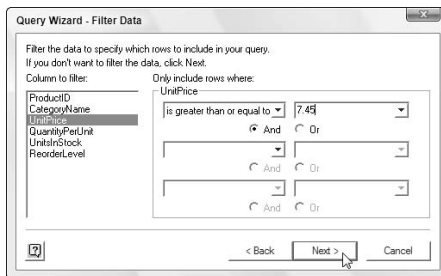 Query Wizard - Filter Data
Filter the data to specify which rows to include in your query.
If you don't want to filter the data, click Next.
Column to filter:
Only include rows where:
ProductID
CategoryName
UnitPrice
QuantityPerUnit
UnitsInStock
ReorderLevel
UnitPrice
is greater than or equal to
7.45
And Or
And Or
And Or
?
< Back
Next >
Cancel